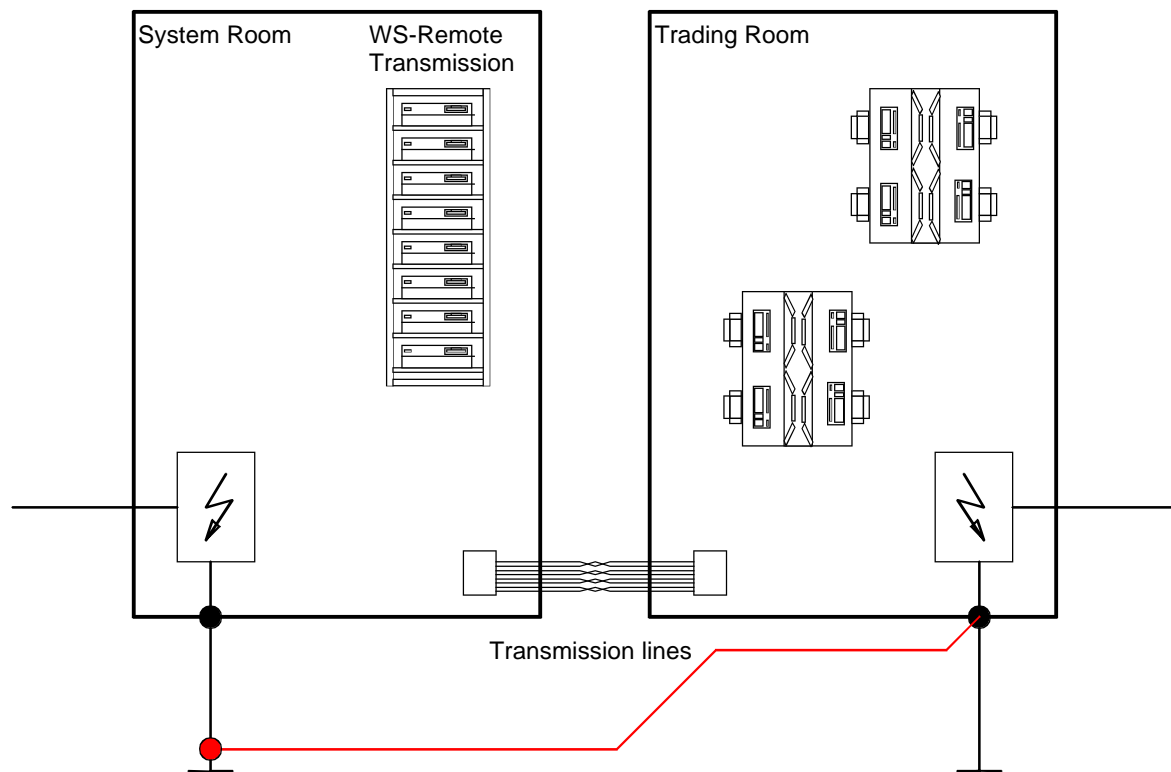 System Room
WS-Remote
Transmission
Trading Room
Transmission lines